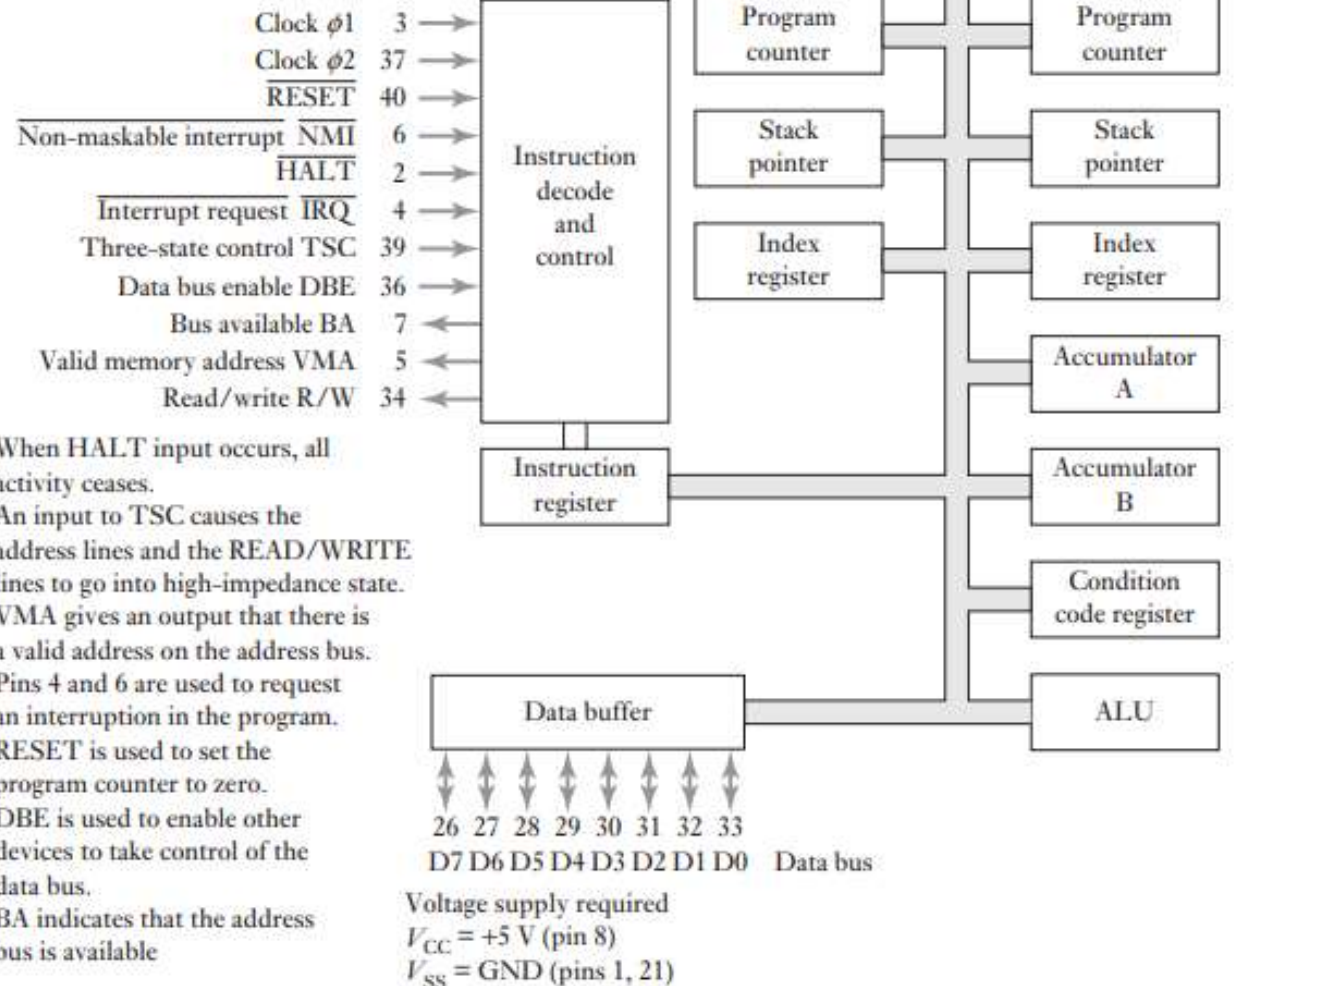 Clock ϕ1 3
Clock ϕ2 37
RESET 40
Non-maskable interrupt NMI 6
HALT 2
Interrupt request IRQ 4
Three-state control TSC 39
Data bus enable DBE 36
Bus available BA 7
Valid memory address VMA 5
Read/write R/W 34
Instruction
decode
and
control
Instruction
register
Program
counter
Program
counter
Stack
pointer
Stack
pointer
Index
register
Index
register
Accumulator
A
Accumulator
B
Condition
code register
ALU
When HALT input occurs, all
activity ceases.
An input to TSC causes the
address lines and the READ/WRITE
lines to go into high-impedance state.
VMA gives an output that there is
a valid address on the address bus.
Pins 4 and 6 are used to request
an interruption in the program.
RESET is used to set the
program counter to zero.
DBE is used to enable other
devices to take control of the
data bus.
BA indicates that the address
bus is available
Data buffer
26 27 28 29 30 31 32 33
D7 D6 D5 D4 D3 D2 D1 D0 Data bus
Voltage supply required
VCC = +5 V (pin 8)
VSS = GND (pins 1, 21)